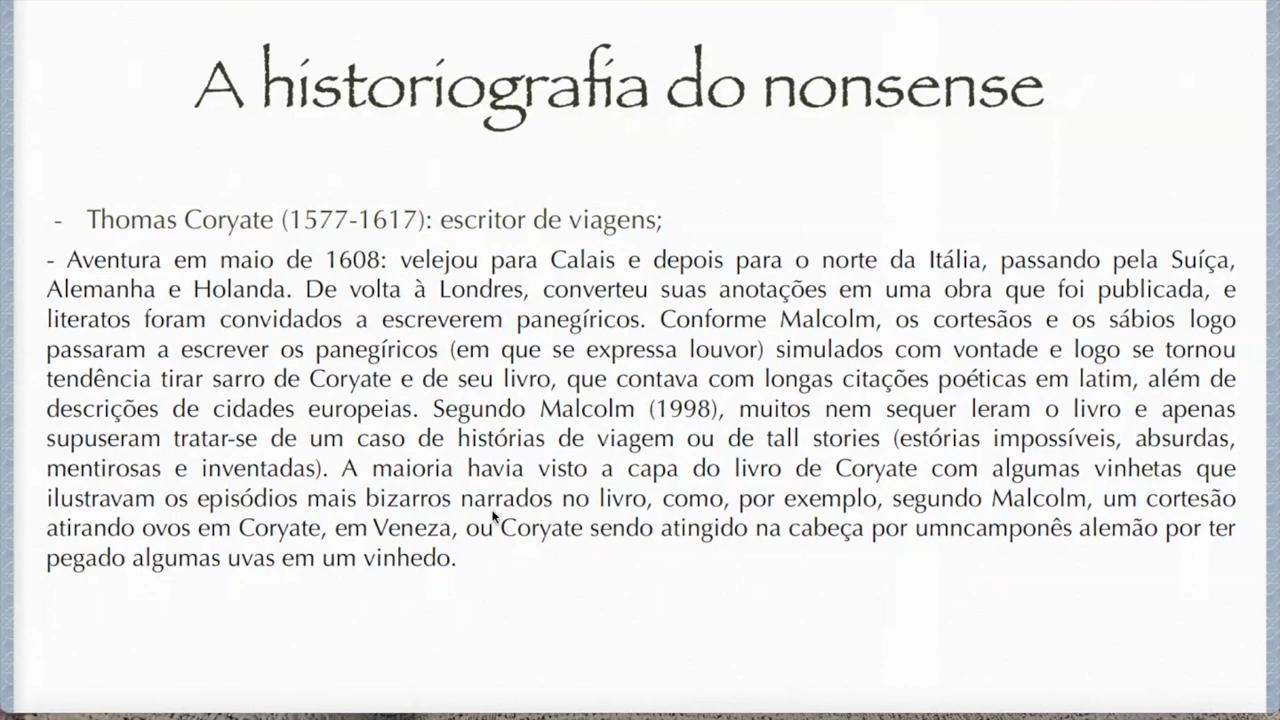 A historiografia do nonsense
- Thomas Coryate (1577-1617): escritor de viagens;
- Aventura em maio de 1608: velejou para Calais e depois para o norte da Itália, passando pela Suíça,
Alemanha e Holanda. De volta à Londres, converteu suas anotações em uma obra que foi publicada, e
literatos foram convidados a escreverem panegíricos. Conforme Malcolm, os cortesãos e os sábios logo
passaram a escrever os panegíricos (em que se expressa louvor) simulados com vontade e logo se tornou
tendência tirar sarro de Coryate e de seu livro, que contava com longas citações poéticas em latim, além de
descrições de cidades europeias. Segundo Malcolm (1998), muitos nem sequer leram o livro e apenas
supuseram tratar-se de um caso de histórias de viagem ou de tall stories (estórias impossíveis, absurdas,
mentirosas e inventadas). A maioria havia visto a capa do livro de Coryate com algumas vinhetas que
ilustravam os episódios mais bizarros narrados no livro, como, por exemplo, segundo Malcolm, um cortesão
atirando ovos em Coryate, em Veneza, ou Coryate sendo atingido na cabeça por umncamponês alemão por ter
pegado algumas uvas em um vinhedo.